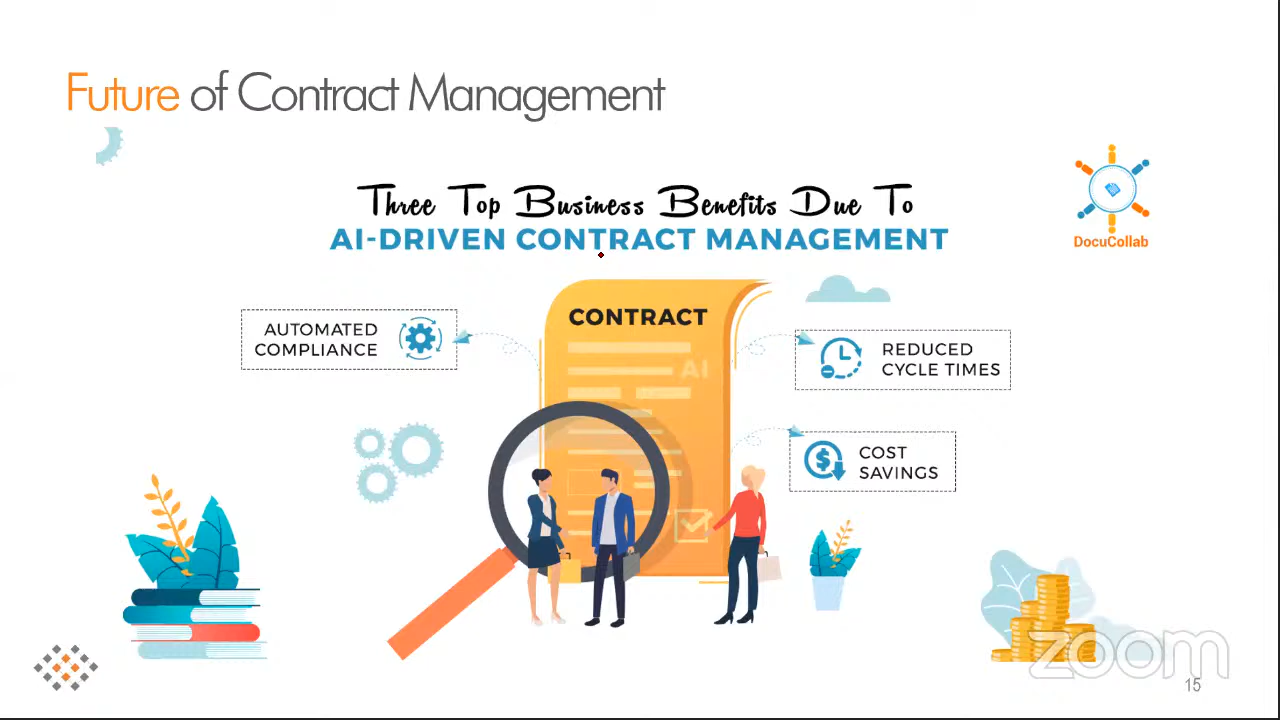 Future of Contract Management
Three Top Business Benefits Due To
AI-DRIVEN CONTRACT MANAGEMENT
DocuCollab
CONTRACT
AI
AUTOMATED
COMPLIANCE
REDUCED
CYCLE TIMES
COST
SAVINGS
zoom
15